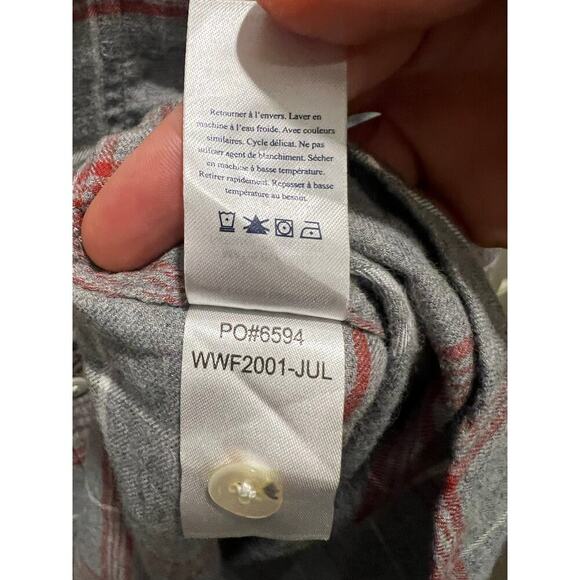 Retourner à l'envers. Laver en
machine à l'eau froide. Avec couleurs
similaires. Cycle délicat. Ne pas
utiliser agent de blanchiment. Sécher
en machine à basse température.
Retirer rapidement. Repasser à basse
température au besoin.
PO#6594
WWF2001-JUL